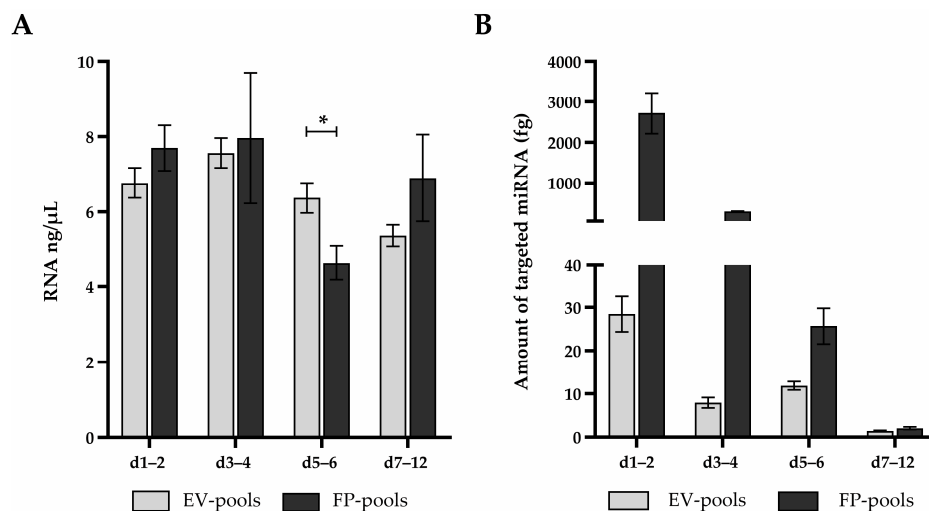 A
RNA ng/µL
10
8
6
4
2
0
*
d1–2
d3–4
d5–6
d7–12
EV-pools
FP-pools
B
Amount of targeted miRNA (fg)
4000
3000
2000
1000
40
30
20
10
0
d1–2
d3–4
d5–6
d7–12
EV-pools
FP-pools